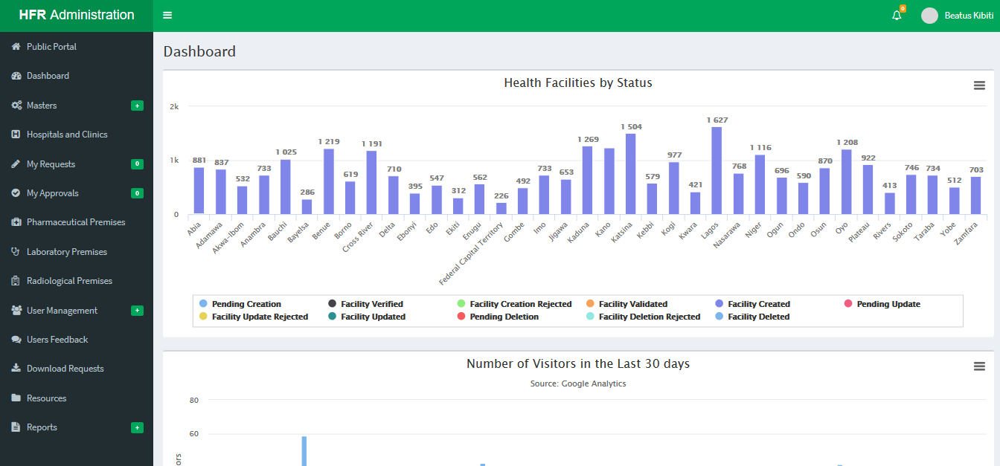 HFR Administration
0
Beatus Kibiti
Public Portal
Dashboard
Masters +
Hospitals and Clinics
My Requests 0
My Approvals 0
Pharmaceutical Premises
Laboratory Premises
Radiological Premises
User Management +
Users Feedback
Download Requests
Resources
Reports +
Dashboard
Health Facilities by Status
2k
1k
0
881 837 532 733 1 025 286 1 219 619 1 191 710 395 547 312 562 226 492 733 653 1 269 1 504 579 977 421 1 627 768 1 116 696 590 870 1 208 922 413 746 734 512 703
Abia Adamawa Akwa-Ibom Anambra Bauchi Bayelsa Benue Borno Cross River Delta Ebonyi Edo Ekiti Enugu Federal Capital Territory Gombe Imo Jigawa Kaduna Kano Katsina Kebbi Kogi Kwara Lagos Nasarawa Niger Ogun Ondo Osun Oyo Plateau Rivers Sokoto Taraba Yobe Zamfara
Pending Creation Facility Verified Facility Creation Rejected Facility Validated Facility Created Pending Update
Facility Update Rejected Facility Updated Pending Deletion Facility Deletion Rejected Facility Deleted
Number of Visitors in the Last 30 days
Source: Google Analytics
80
60